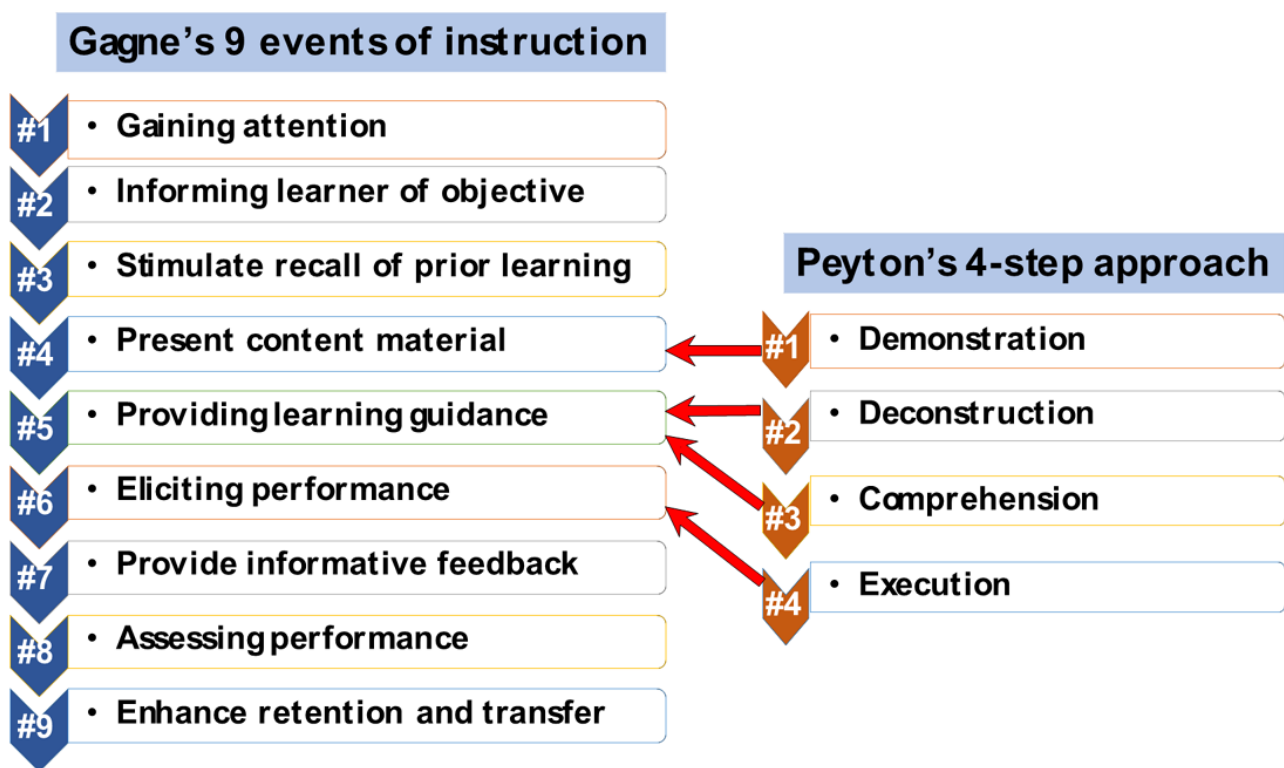 Gagne's 9 events of instruction
#1 • Gaining attention
#2 • Informing learner of objective
#3 • Stimulate recall of prior learning
#4 • Present content material
#5 • Providing learning guidance
#6 • Eliciting performance
#7 • Provide informative feedback
#8 • Assessing performance
#9 • Enhance retention and transfer
Peyton's 4-step approach
#1 • Demonstration
#2 • Deconstruction
#3 • Comprehension
#4 • Execution